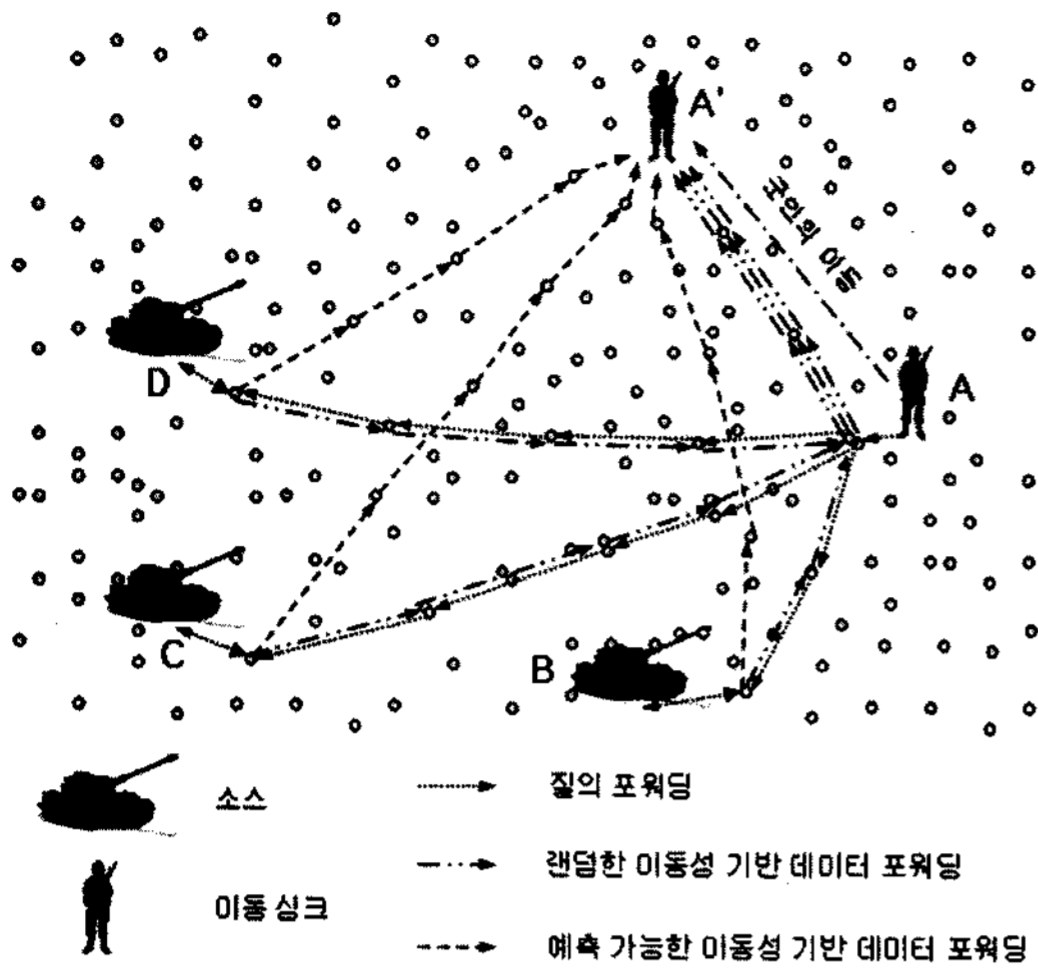 A'
군인의 이동
A
D
C
B
소스
질의 포워딩
이동 싱크
랜덤한 이동성 기반 데이터 포워딩
예측 가능한 이동성 기반 데이터 포워딩